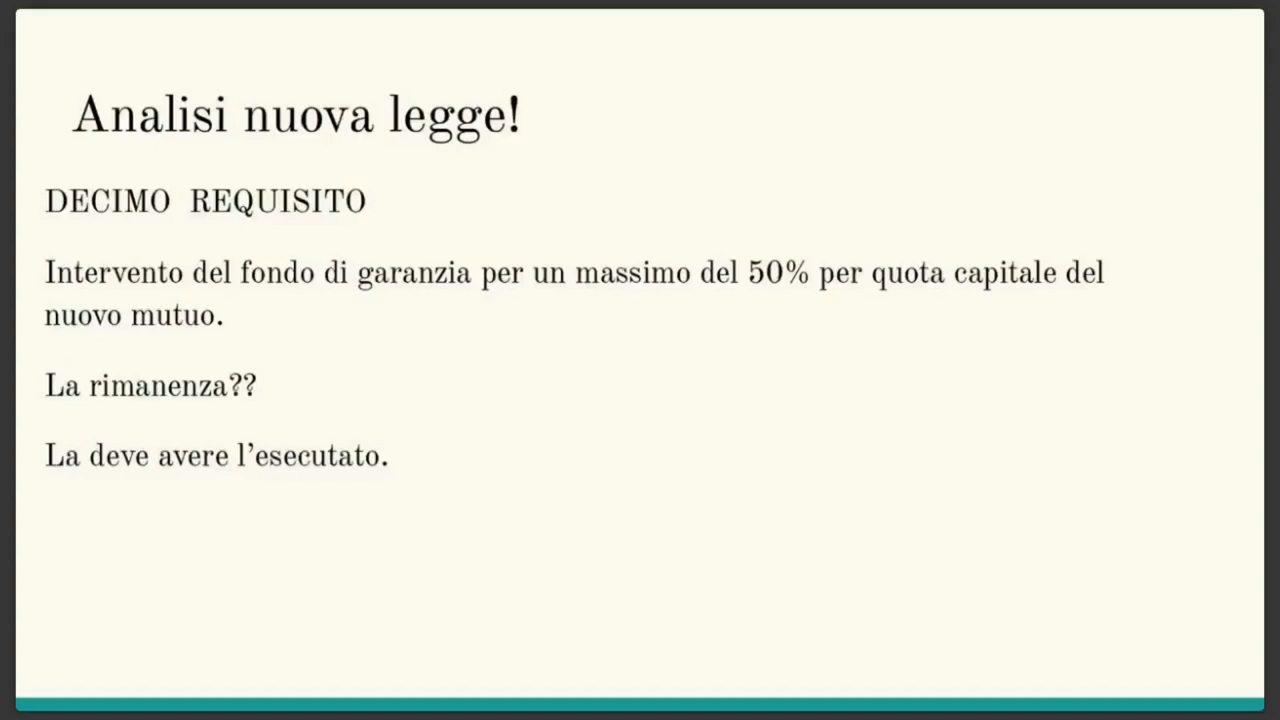 Analisi nuova legge!
DECIMO REQUISITO
Intervento del fondo di garanzia per un massimo del 50% per quota capitale del
nuovo mutuo.
La rimanenza??
La deve avere l'esecutato.